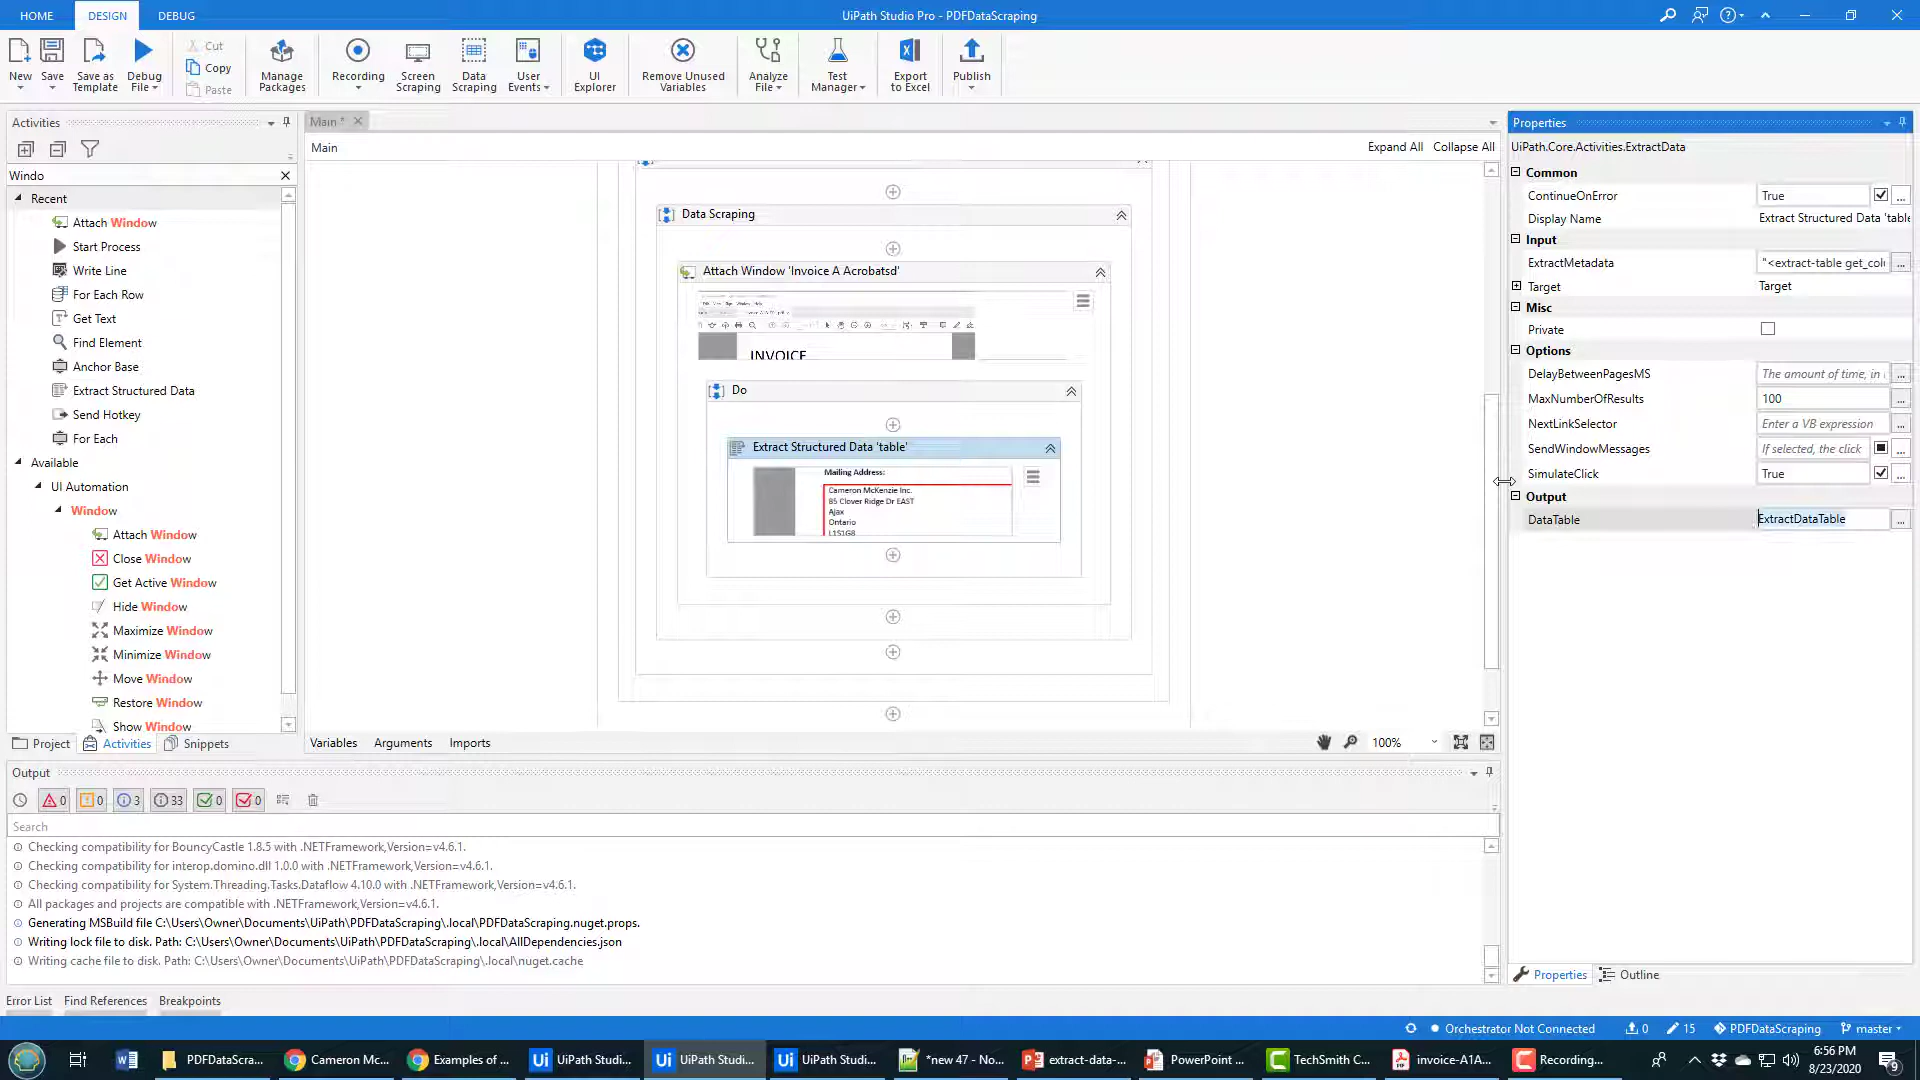 HOME DESIGN DEBUG
UiPath Studio Pro - PDFDataScraping
New Save Save as Template Debug File Cut Copy Paste
Manage Packages Recording Screen Scraping Data Scraping User Events UI Explorer
Remove Unused Variables Analyze File Test Manager Export to Excel Publish
Activities
Windo
Recent
Attach Window
Start Process
Write Line
For Each Row
Get Text
Find Element
Anchor Base
Extract Structured Data
Send Hotkey
For Each
Available
UI Automation
Window
Attach Window
Close Window
Get Active Window
Hide Window
Maximize Window
Minimize Window
Move Window
Restore Window
Show Window
Project Activities Snippets
Main *
Main Expand All Collapse All
Data Scraping
Attach Window 'Invoice A Acrobatsd'
INVOICE
Do
Extract Structured Data 'table'
Mailing Address:
Cameron McKenzie Inc.
85 Clover Ridge Dr EAST
Ajax
Ontario
L1S1G8
Variables Arguments Imports 100%
Properties
UiPath.Core.Activities.ExtractData
Common
ContinueOnError True ...
Display Name Extract Structured Data 'table
Input
ExtractMetadata "<extract-table get_colu ...
Target Target
Misc
Private
Options
DelayBetweenPagesMS The amount of time, in ...
MaxNumberOfResults 100 ...
NextLinkSelector Enter a VB expression ...
SendWindowMessages If selected, the click ...
SimulateClick True ...
Output
DataTable ExtractDataTable ...
Properties Outline
Output
0 0 3 33 0 0
Search
Checking compatibility for BouncyCastle 1.8.5 with .NETFramework,Version=v4.6.1.
Checking compatibility for interop.domino.dll 1.0.0 with .NETFramework,Version=v4.6.1.
Checking compatibility for System.Threading.Tasks.Dataflow 4.10.0 with .NETFramework,Version=v4.6.1.
All packages and projects are compatible with .NETFramework,Version=v4.6.1.
Generating MSBuild file C:\Users\Owner\Documents\UiPath\PDFDataScraping\.local\PDFDataScraping.nuget.props.
Writing lock file to disk. Path: C:\Users\Owner\Documents\UiPath\PDFDataScraping\.local\AllDependencies.json
Writing cache file to disk. Path: C:\Users\Owner\Documents\UiPath\PDFDataScraping\.local\nuget.cache
Error List Find References Breakpoints
Orchestrator Not Connected 0 15 PDFDataScraping master
PDFDataScra... Cameron Mc... Examples of ... UiPath Studi... UiPath Studi... UiPath Studi... *new 47 - No... extract-data-... PowerPoint ... TechSmith C... invoice-A1A... Recording...
6:56 PM
8/23/2020
9